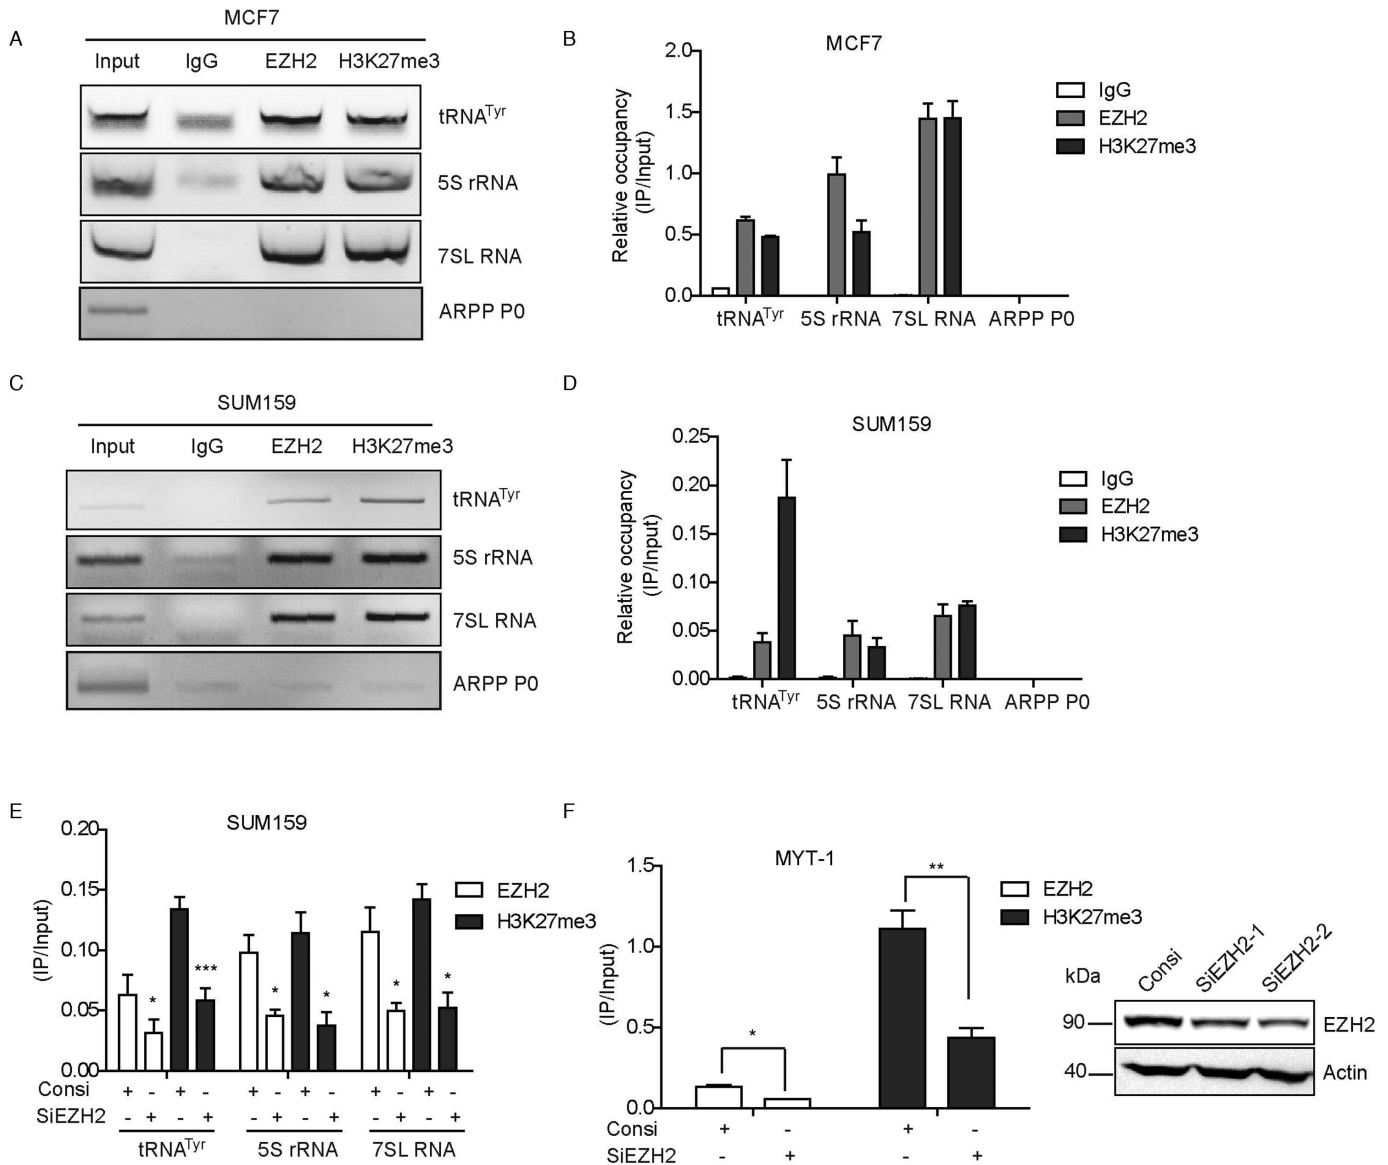 A
MCF7
Input IgG EZH2 H3K27me3
tRNATyr
5S rRNA
7SL RNA
ARPP P0
B
MCF7
Relative occupancy
(IP/Input)
2.0
1.5
1.0
0.5
0.0
tRNATyr 5S rRNA 7SL RNA ARPP P0
IgG
EZH2
H3K27me3
C
SUM159
Input IgG EZH2 H3K27me3
tRNATyr
5S rRNA
7SL RNA
ARPP P0
D
SUM159
Relative occupancy
(IP/Input)
0.25
0.20
0.15
0.10
0.05
0.00
tRNATyr 5S rRNA 7SL RNA ARPP P0
IgG
EZH2
H3K27me3
E
SUM159
(IP/Input)
0.20
0.15
0.10
0.05
0.00
* *** * * * *
EZH2
H3K27me3
Consi + - + - + - + - + - + -
SiEZH2 - + - + - + - + - + - +
tRNATyr 5S rRNA 7SL RNA
F
MYT-1
(IP/Input)
1.5
1.0
0.5
0.0
* **
EZH2
H3K27me3
Consi + - + -
SiEZH2 - + - +
kDa Consi SiEZH2-1 SiEZH2-2
90 EZH2
40 Actin